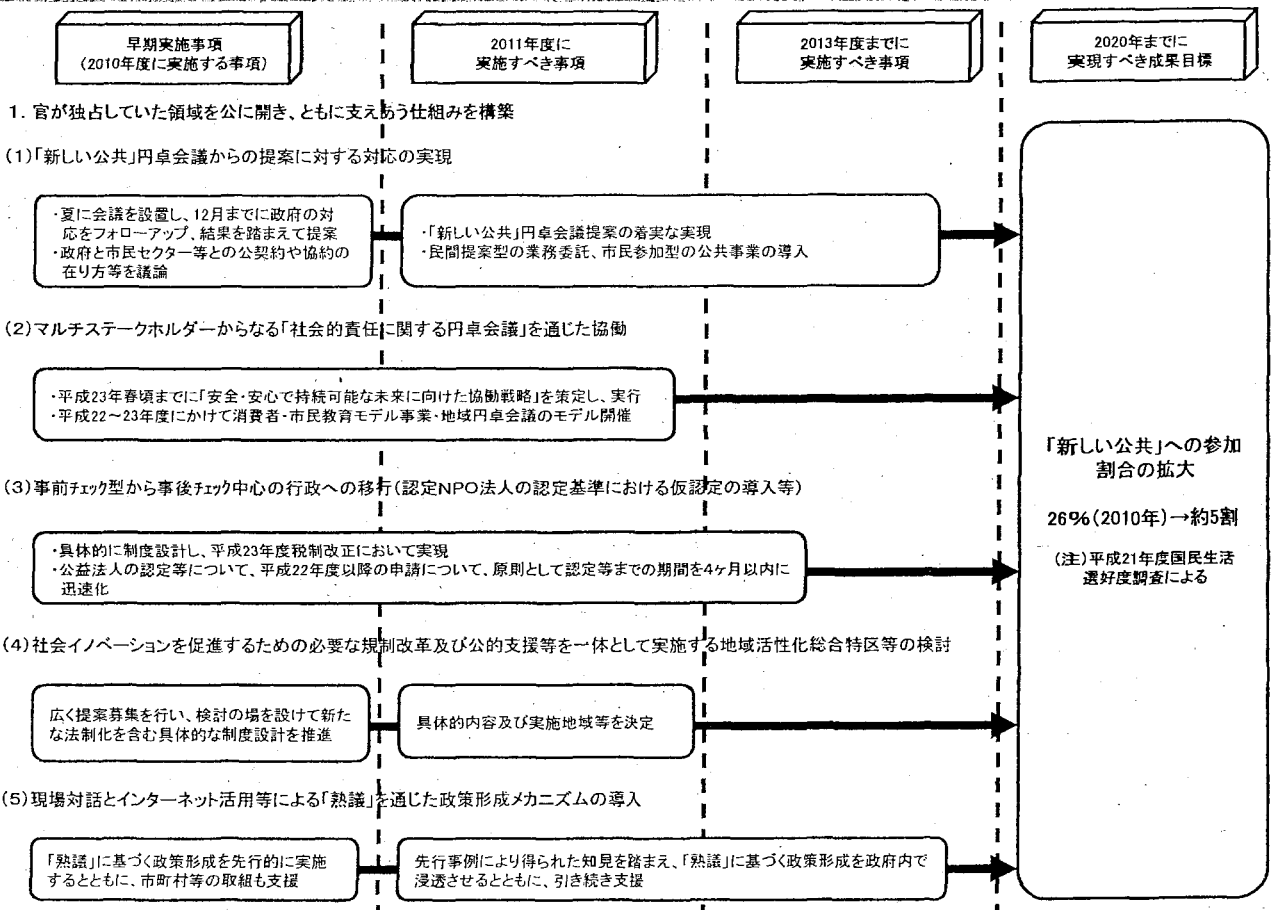 早期実施事項
(2010年度に実施する事項)
2011年度に
実施すべき事項
2013年度までに
実施すべき事項
2020年までに
実現すべき成果目標
1. 官が独占していた領域を公に開き、ともに支えあう仕組みを構築
(1)「新しい公共」円卓会議からの提案に対する対応の実現
・夏に会議を設置し、12月までに政府の対
応をフォローアップ、結果を踏まえて提案
・政府と市民セクター等との公契約や協約の
在り方等を議論
・「新しい公共」円卓会議提案の着実な実現
・民間提案型の業務委託、市民参加型の公共事業の導入
(2)マルチステークホルダーからなる「社会的責任に関する円卓会議」を通じた協働
・平成23年春頃までに「安全・安心で持続可能な未来に向けた協働戦略」を策定し、実行
・平成22～23年度にかけて消費者・市民教育モデル事業・地域円卓会議のモデル開催
(3)事前チェック型から事後チェック中心の行政への移行(認定NPO法人の認定基準における仮認定の導入等)
・具体的に制度設計し、平成23年度税制改正において実現
・公益法人の認定等について、平成22年度以降の申請について、原則として認定等までの期間を4ヶ月以内に
迅速化
(4)社会イノベーションを促進するための必要な規制改革及び公的支援等を一体として実施する地域活性化総合特区等の検討
広く提案募集を行い、検討の場を設けて新た
な法制化を含む具体的な制度設計を推進
具体的内容及び実施地域等を決定
(5)現場対話とインターネット活用等による「熟議」を通じた政策形成メカニズムの導入
「熟議」に基づく政策形成を先行的に実施
するとともに、市町村等の取組も支援
先行事例により得られた知見を踏まえ、「熟議」に基づく政策形成を政府内で
浸透させるとともに、引き続き支援
「新しい公共」への参加
割合の拡大
26%(2010年)→約5割
(注)平成21年度国民生活
選好度調査による